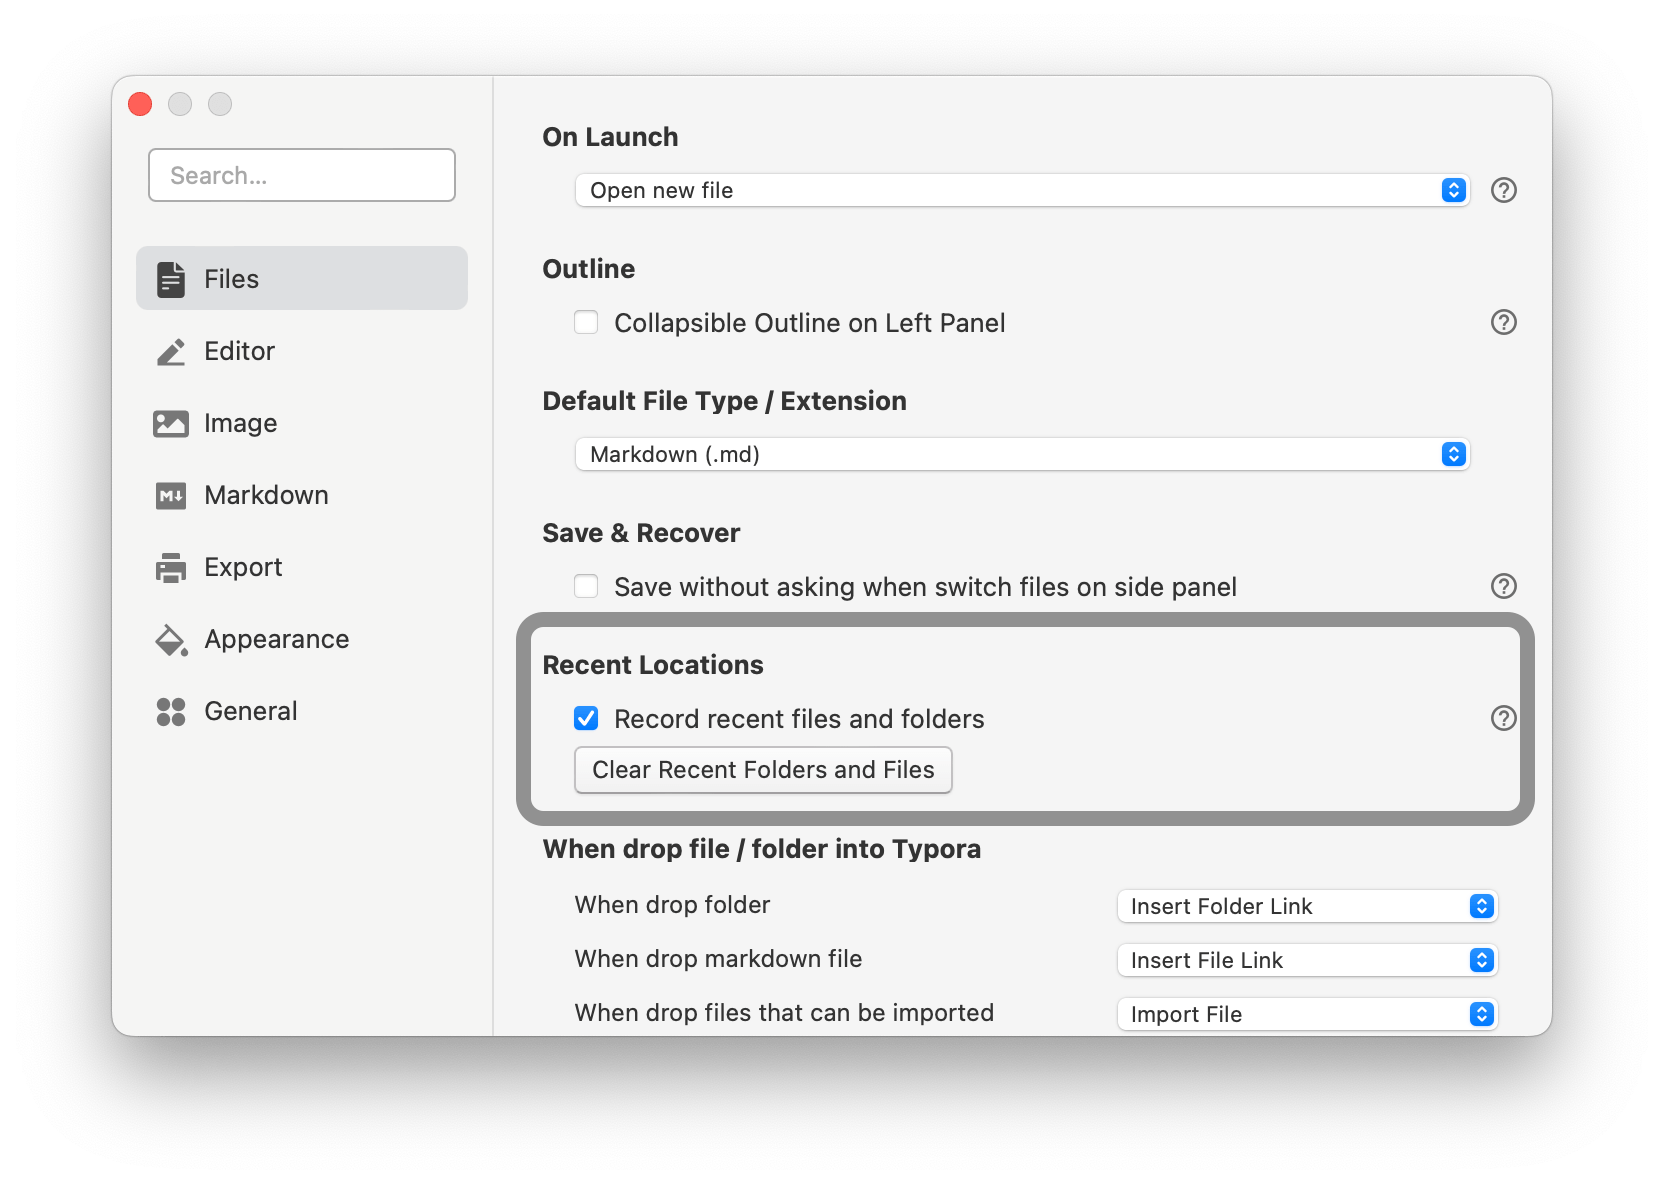 Search...
Files
Editor
Image
Markdown
Export
Appearance
General
On Launch
Open new file
Outline
Collapsible Outline on Left Panel
Default File Type / Extension
Markdown (.md)
Save & Recover
Save without asking when switch files on side panel
Recent Locations
Record recent files and folders
Clear Recent Folders and Files
When drop file / folder into Typora
When drop folder
Insert Folder Link
When drop markdown file
Insert File Link
When drop files that can be imported
Import File